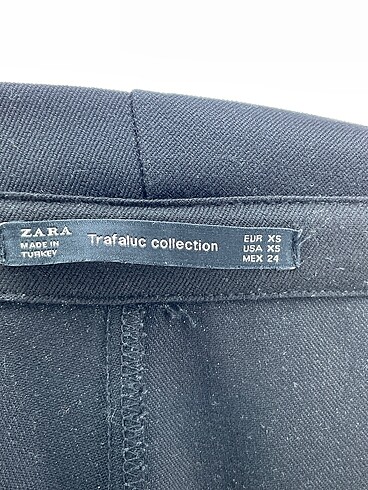 ZARA
MADE IN
TURKEY
Trafaluc collection
EUR XS
USA XS
MEX 24